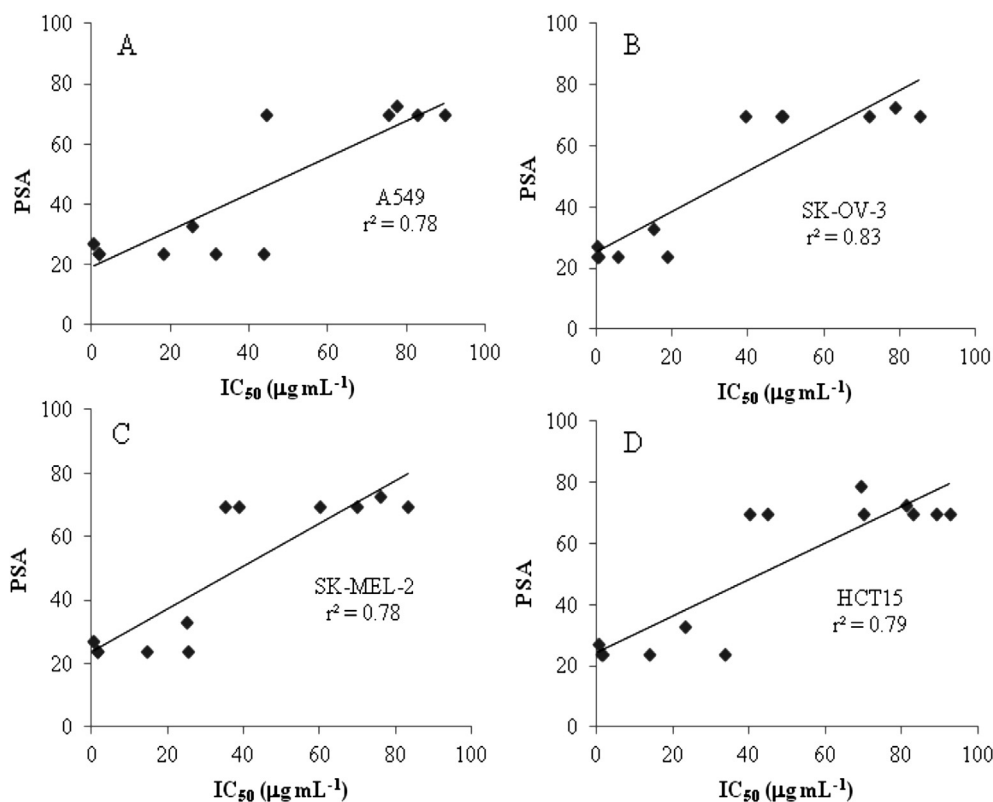 A
100
80
60
40
20
0
PSA
A549
r² = 0.78
0 20 40 60 80 100
IC₅₀ (µg mL⁻¹)
B
100
80
60
40
20
0
PSA
SK-OV-3
r² = 0.83
0 20 40 60 80 100
IC₅₀ (µg mL⁻¹)
C
100
80
60
40
20
0
PSA
SK-MEL-2
r² = 0.78
0 20 40 60 80 100
IC₅₀ (µg mL⁻¹)
D
100
80
60
40
20
0
PSA
HCT15
r² = 0.79
0 20 40 60 80 100
IC₅₀ (µg mL⁻¹)